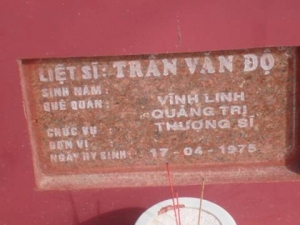 LIỆT SĨ: TRẦN VĂN ĐỘ
SINH NĂM:
QUÊ QUÁN: VĨNH LINH
QUẢNG TRỊ
CHỨC VỤ: THƯỢNG SĨ
ĐƠN VỊ:
NGÀY HY SINH: 17-04-1975